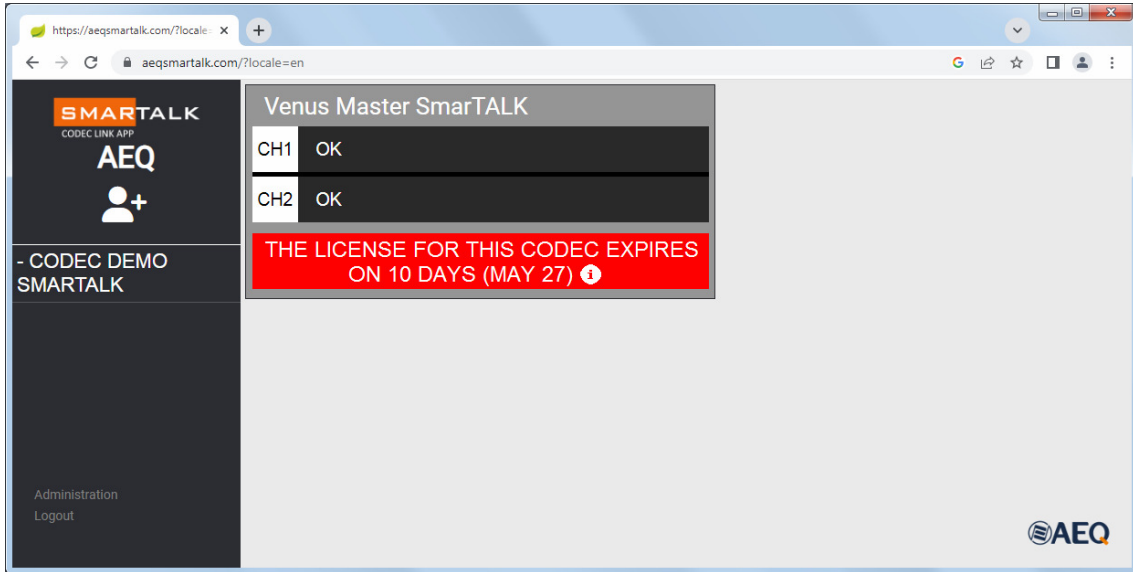 https://aeqsmartalk.com/?locale=
aeqsmartalk.com/?locale=en
SMARTALK
CODEC LINK APP
AEQ
- CODEC DEMO
SMARTALK
Administration
Logout
Venus Master SmarTALK
CH1 OK
CH2 OK
THE LICENSE FOR THIS CODEC EXPIRES
ON 10 DAYS (MAY 27) i
AEQ